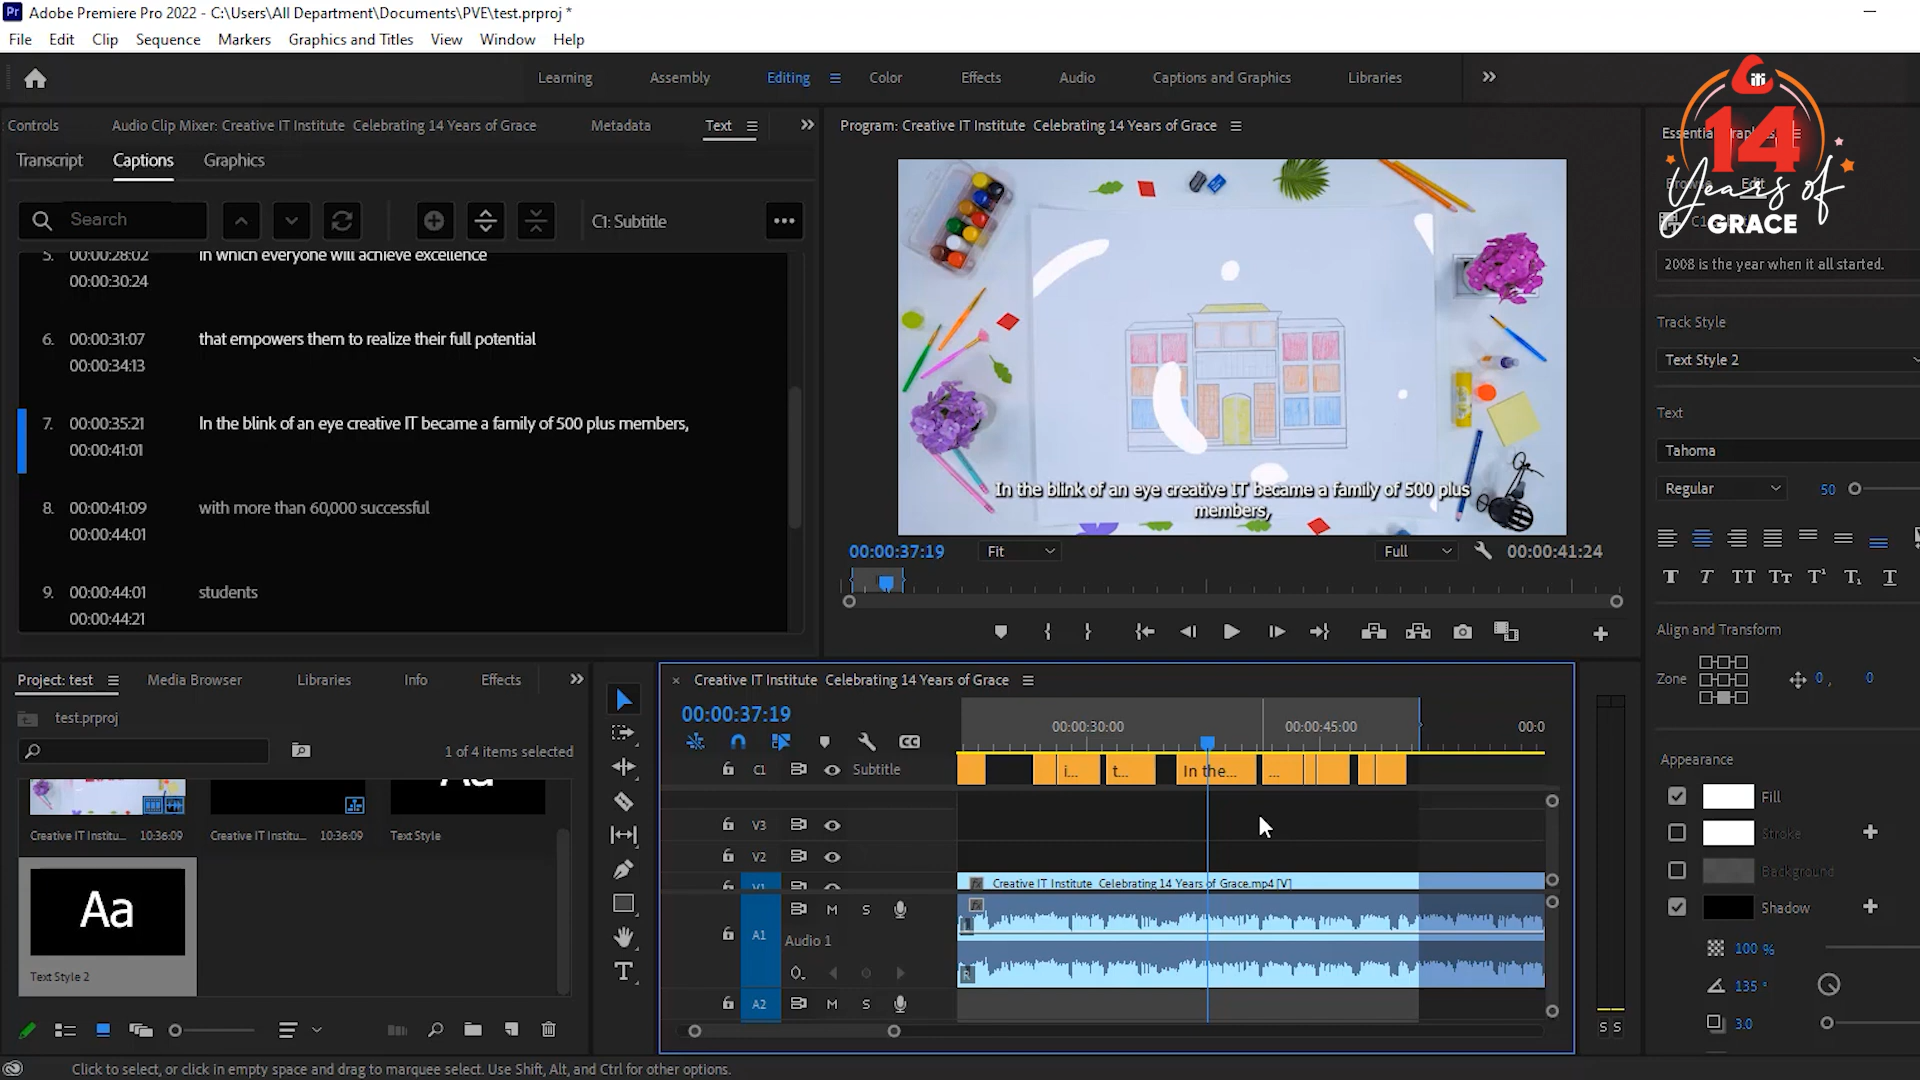 Pr Adobe Premiere Pro 2022 - C:\Users\All Department\Documents\PVE\test.prproj *
File Edit Clip Sequence Markers Graphics and Titles View Window Help
Learning Assembly Editing Color Effects Audio Captions and Graphics Libraries
Controls Audio Clip Mixer: Creative IT Institute Celebrating 14 Years of Grace Metadata Text
Transcript Captions Graphics
Search C1: Subtitle
5. 00:00:28:02 in which everyone will achieve excellence
00:00:30:24
6. 00:00:31:07 that empowers them to realize their full potential
00:00:34:13
7. 00:00:35:21 In the blink of an eye creative IT became a family of 500 plus members,
00:00:41:01
8. 00:00:41:09 with more than 60,000 successful
00:00:44:01
9. 00:00:44:01 students
00:00:44:21
Program: Creative IT Institute Celebrating 14 Years of Grace
In the blink of an eye creative IT became a family of 500 plus
members,
00:00:37:19 Fit Full 00:00:41:24
14
Years of
GRACE
Edit
2008 is the year when it all started.
Track Style
Text Style 2
Text
Tahoma
Regular 50
T T TT Tт T¹ T₁ T
Align and Transform
Zone 0 , 0
Appearance
Fill
Stroke
Background
Shadow
100 %
135 °
3.0
Project: test Media Browser Libraries Info Effects
test.prproj
1 of 4 items selected
Creative IT Institu... 10:36:09 Creative IT Institu... 10:36:09 Text Style
Aa
Text Style 2
Creative IT Institute Celebrating 14 Years of Grace
00:00:37:19
00:00:30:00 00:00:45:00 00:0
C1 Subtitle i... t... In the... ...
V3
V2
V1 Creative IT Institute Celebrating 14 Years of Grace.mp4 [V]
M S
A1 Audio 1
R
A2 M S
S S
Click to select, or click in empty space and drag to marquee select. Use Shift, Alt, and Ctrl for other options.